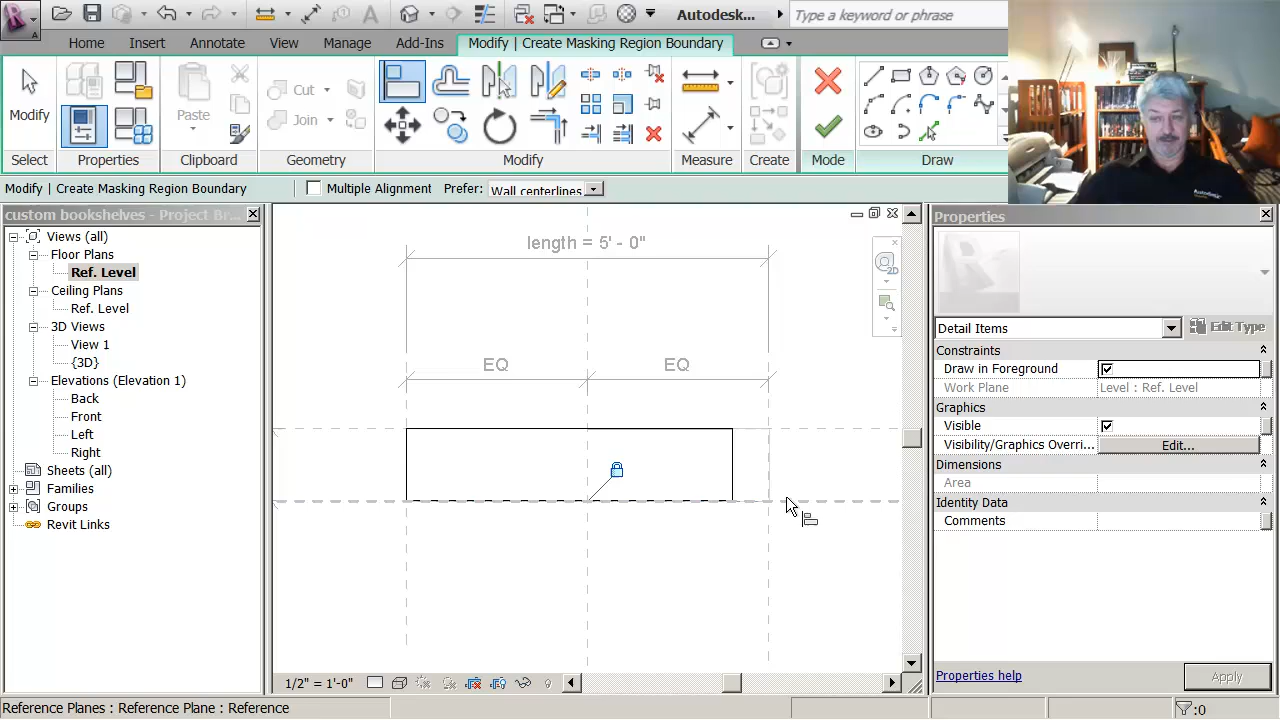 Autodesk...
Type a keyword or phrase
Home
Insert
Annotate
View
Manage
Add-Ins
Modify | Create Masking Region Boundary
Modify
Paste
Cut
Join
Select
Properties
Clipboard
Geometry
Modify
Measure
Create
Mode
Draw
Modify | Create Masking Region Boundary
Multiple Alignment
Prefer:
Wall centerlines
custom bookshelves - Project Br...
Views (all)
Floor Plans
Ref. Level
Ceiling Plans
Ref. Level
3D Views
View 1
{3D}
Elevations (Elevation 1)
Back
Front
Left
Right
Sheets (all)
Families
Groups
Revit Links
length = 5' - 0"
EQ
EQ
2D
1/2" = 1'-0"
Properties
Detail Items
Edit Type
Constraints
Draw in Foreground
Work Plane
Level : Ref. Level
Graphics
Visible
Visibility/Graphics Overri...
Edit...
Dimensions
Area
Identity Data
Comments
Properties help
Apply
Reference Planes : Reference Plane : Reference
:0